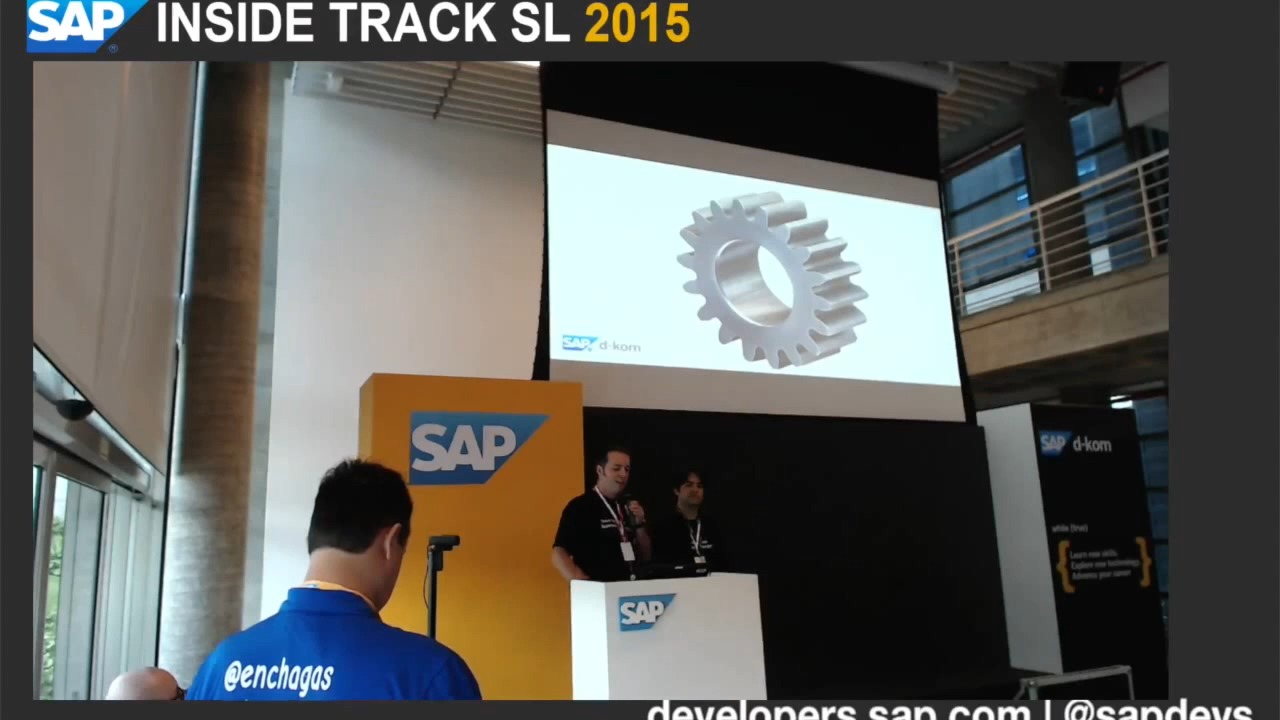 SAP INSIDE TRACK SL 2015
SAP d-kom
SAP
SAP d-kom
while (true)
{ Learn new skills.
Explore new technology.
Advance your career }
SAP
@enchagas
developers.sap.com | @sapdevs